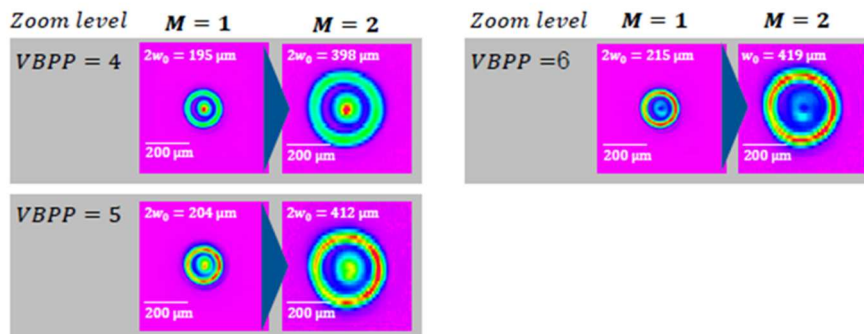 Zoom level M = 1 M = 2
VBPP = 4
2w₀ = 195 μm
200 μm
2w₀ = 398 μm
200 μm
VBPP = 5
2w₀ = 204 μm
200 μm
2w₀ = 412 μm
200 μm
Zoom level M = 1 M = 2
VBPP =6
2w₀ = 215 μm
200 μm
w₀ = 419 μm
200 μm